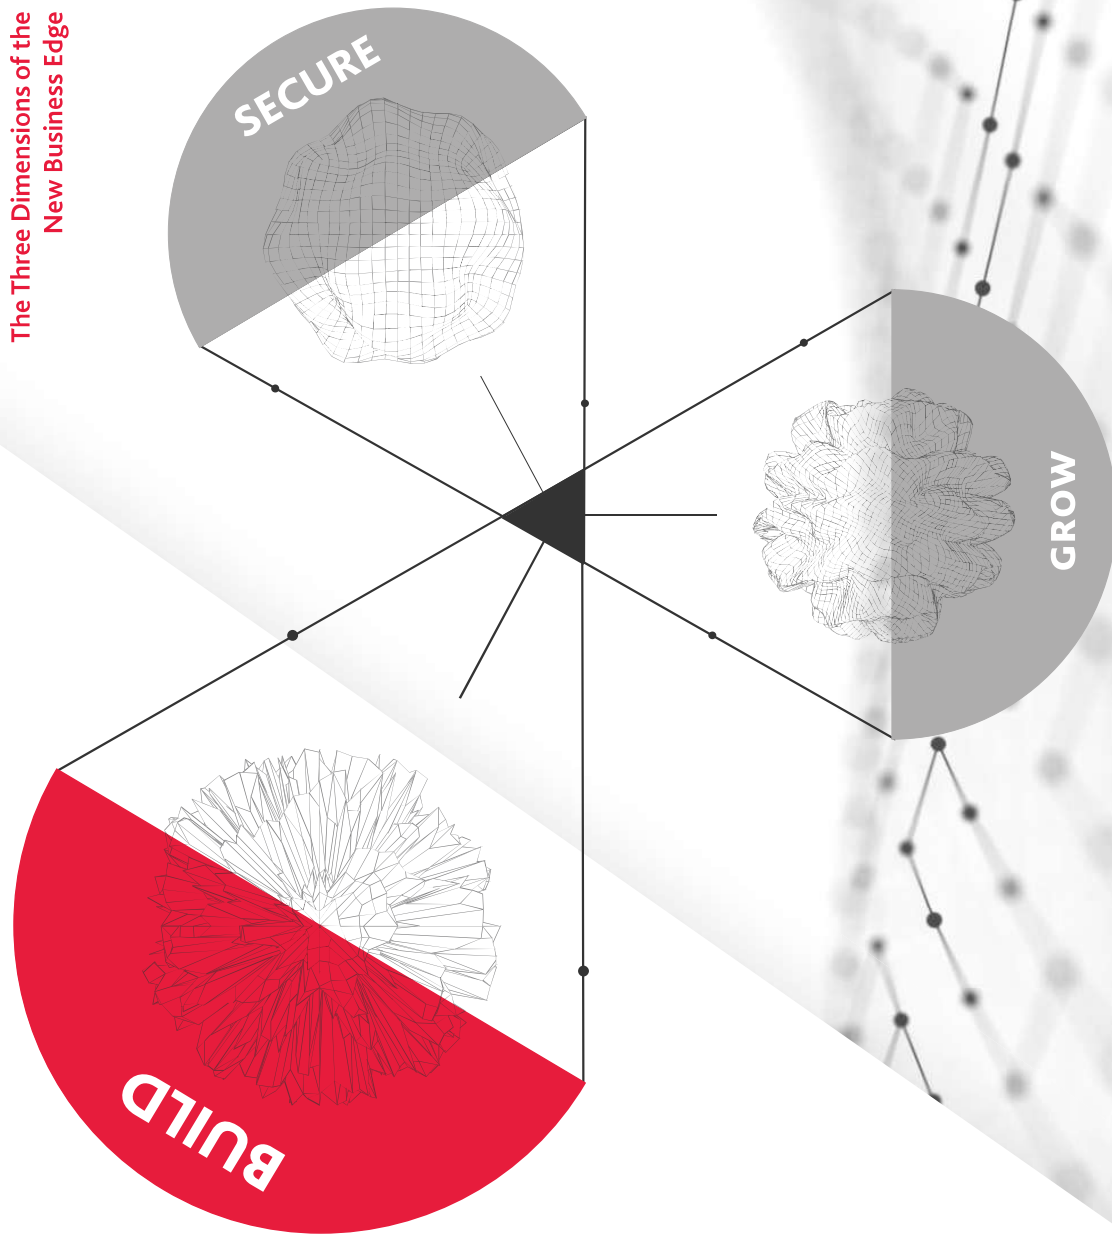 The Three Dimensions of the
New Business Edge
SECURE
GROW
BUILD